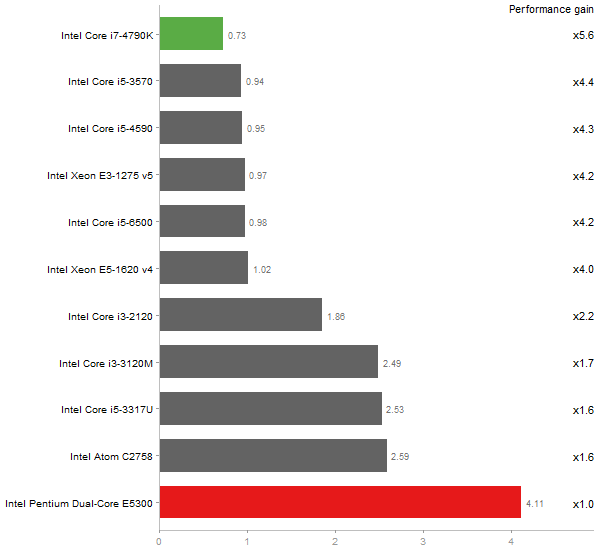 Performance gain
Intel Core i7-4790K 0.73 x5.6
Intel Core i5-3570 0.94 x4.4
Intel Core i5-4590 0.95 x4.3
Intel Xeon E3-1275 v5 0.97 x4.2
Intel Core i5-6500 0.98 x4.2
Intel Xeon E5-1620 v4 1.02 x4.0
Intel Core i3-2120 1.86 x2.2
Intel Core i3-3120M 2.49 x1.7
Intel Core i5-3317U 2.53 x1.6
Intel Atom C2758 2.59 x1.6
Intel Pentium Dual-Core E5300 4.11 x1.0
0 1 2 3 4